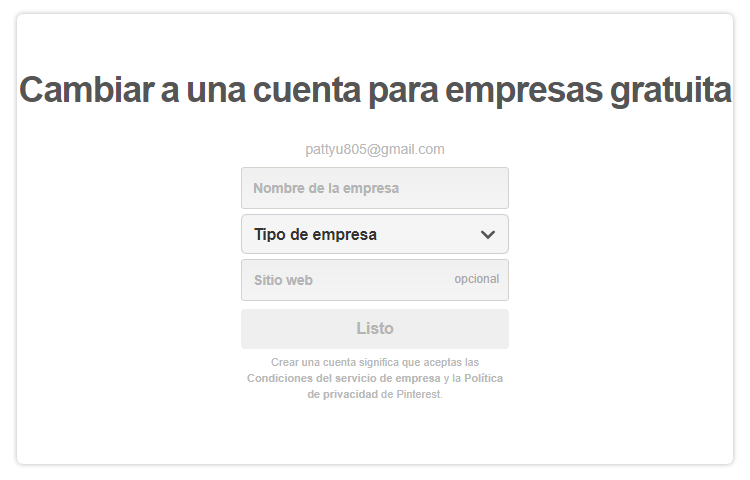 Cambiar a una cuenta para empresas gratuita
pattyu805@gmail.com
Nombre de la empresa
Tipo de empresa
Sitio web opcional
Listo
Crear una cuenta significa que aceptas las
Condiciones del servicio de empresa y la Política
de privacidad de Pinterest.